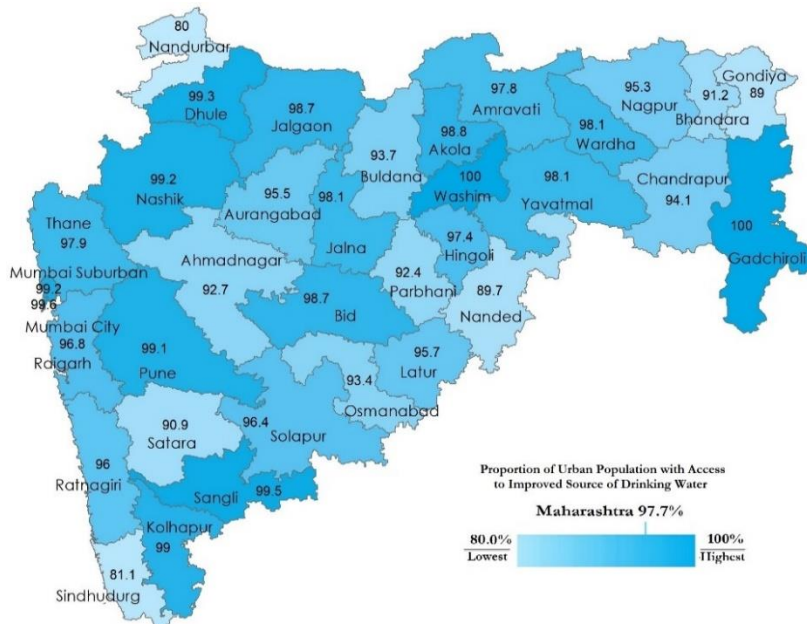 80
Nandurbar
99.3
Dhule
98.7
Jalgaon
93.7
Buldana
98.8
Akola
97.8
Amravati
98.1
Wardha
95.3
Nagpur
91.2
Bhandara
Gondiya
89
99.2
Nashik
95.5
Aurangabad
98.1
Jalna
100
Washim
98.1
Yavatmal
Chandrapur
94.1
100
Gadchiroli
Thane
97.9
Mumbai Suburban
99.2
99.6
Mumbai City
96.8
Raigarh
Ahmadnagar
92.7
98.7
Bid
92.4
Parbhani
97.4
Hingoli
89.7
Nanded
99.1
Pune
95.7
Latur
93.4
Osmanabad
90.9
Satara
96.4
Solapur
96
Ratnagiri
Sangli
99.5
Kolhapur
99
81.1
Sindhudurg
Proportion of Urban Population with Access
to Improved Source of Drinking Water
Maharashtra 97.7%
80.0%
Lowest
100%
Highest